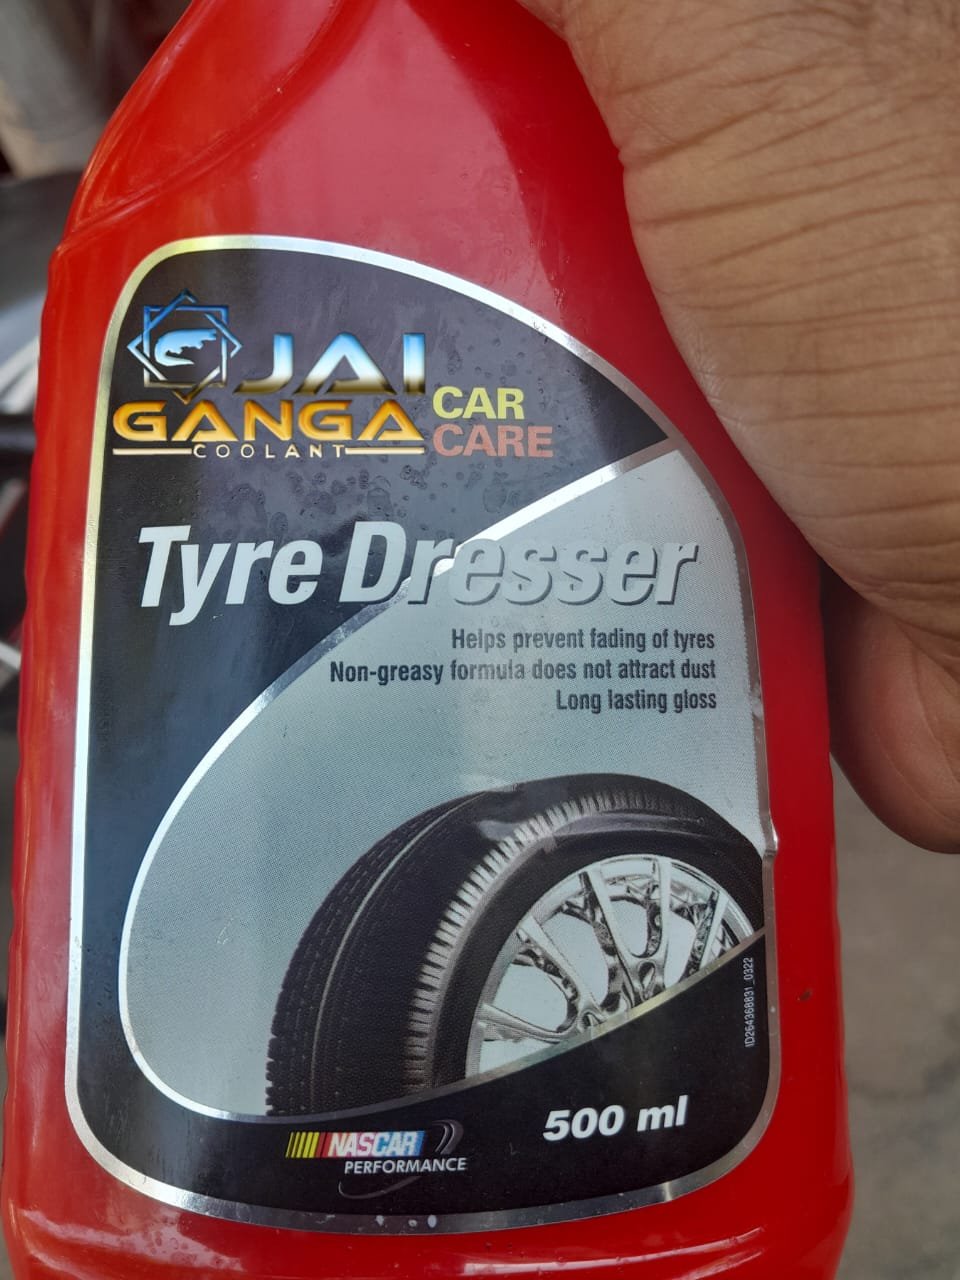 JAI
GANGA
COOLANT
CAR
CARE
Tyre Dresser
Helps prevent fading of tyres
Non-greasy formula does not attract dust
Long lasting gloss
ID264368831_0322
500 ml
NASCAR
PERFORMANCE